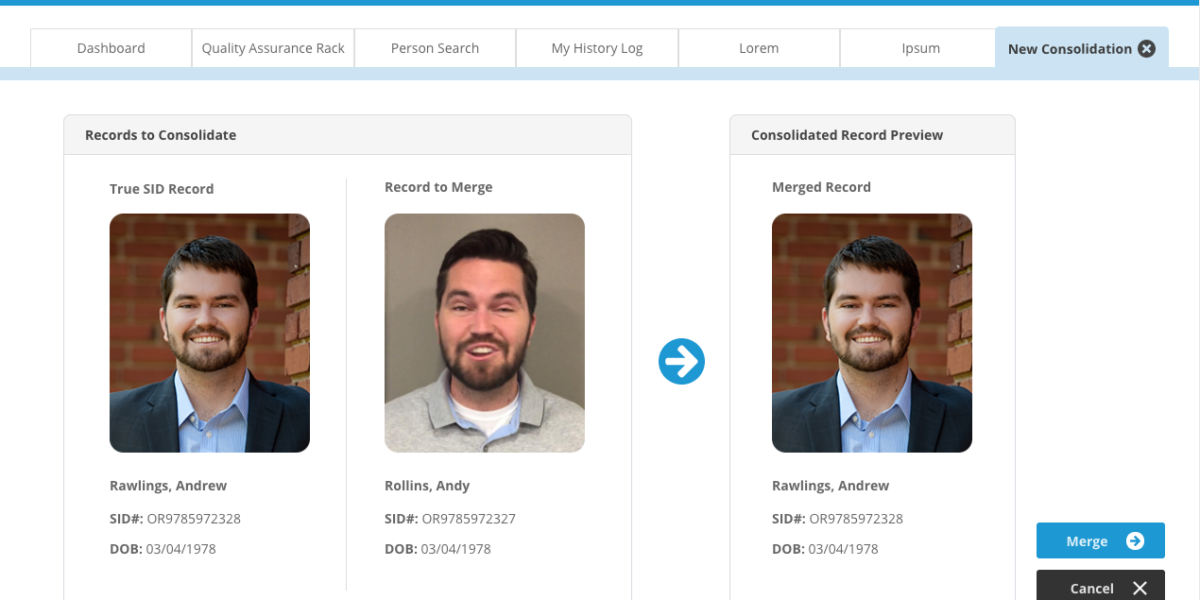 Dashboard
Quality Assurance Rack
Person Search
My History Log
Lorem
Ipsum
New Consolidation
Records to Consolidate
True SID Record
Record to Merge
Rawlings, Andrew
SID#: OR9785972328
DOB: 03/04/1978
Rollins, Andy
SID#: OR9785972327
DOB: 03/04/1978
Consolidated Record Preview
Merged Record
Rawlings, Andrew
SID#: OR9785972328
DOB: 03/04/1978
Merge
Cancel